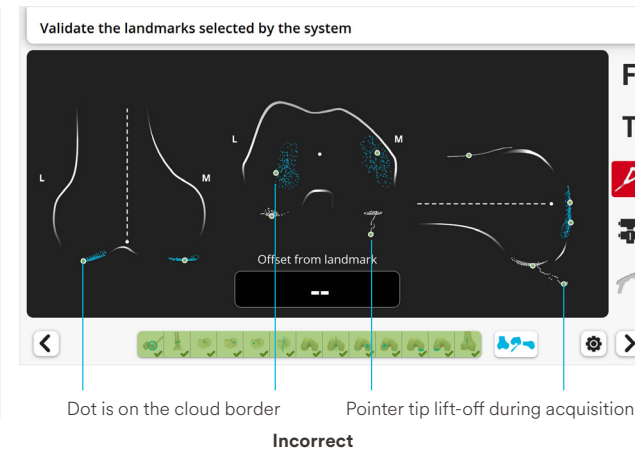 Validate the landmarks selected by the system
F
T
L
M
L
M
Offset from landmark
--
Dot is on the cloud border
Pointer tip lift-off during acquisition
Incorrect